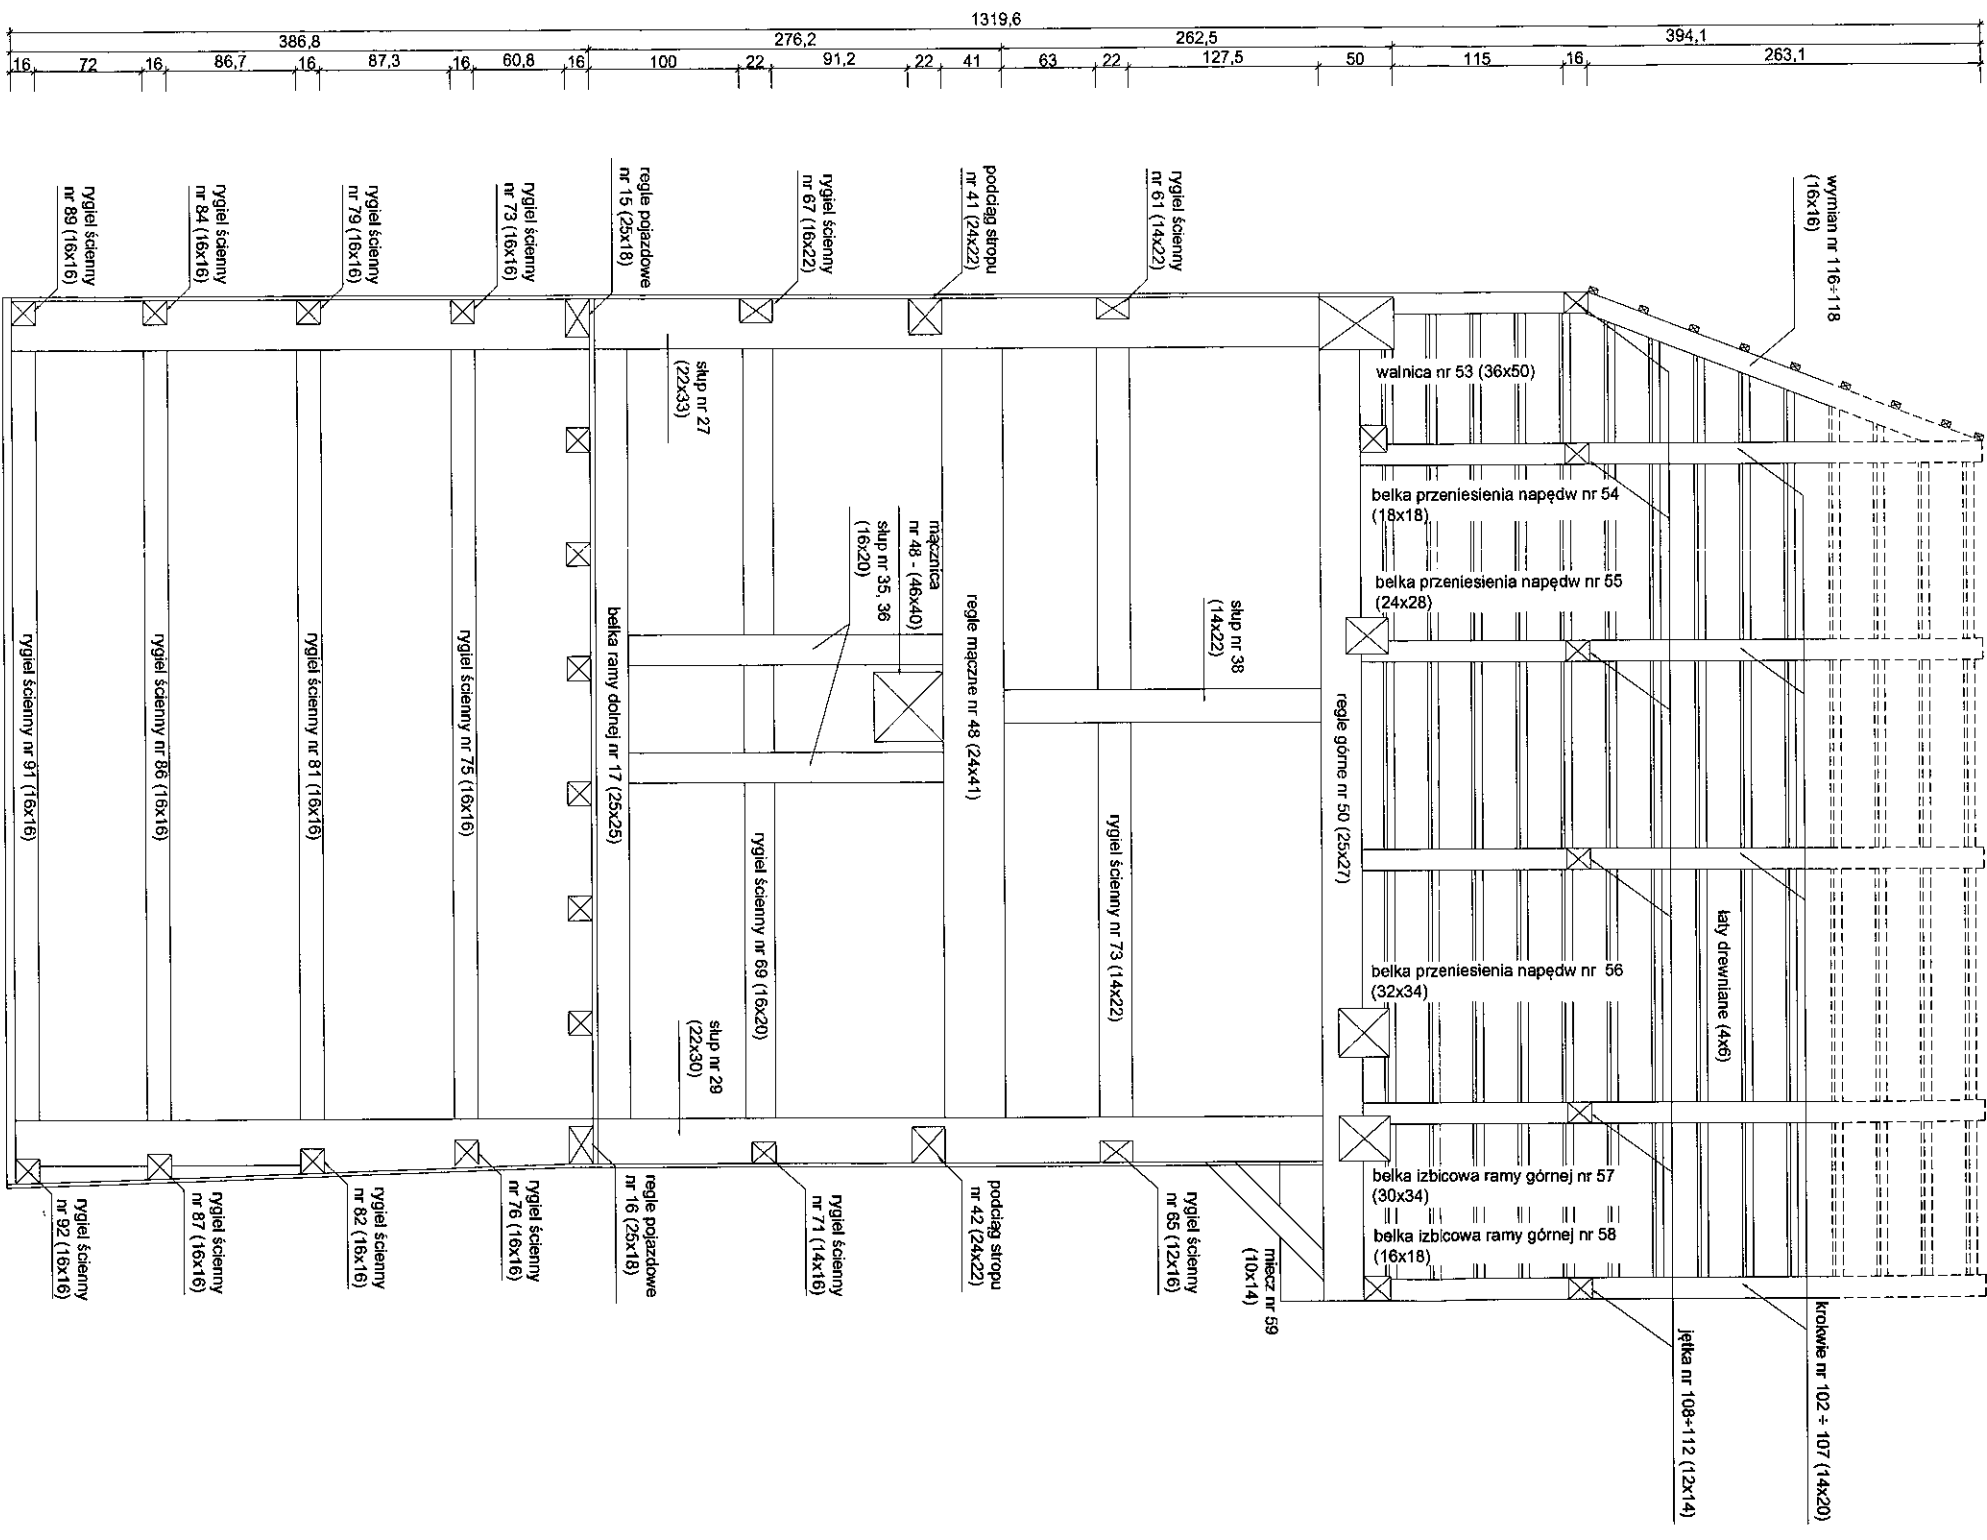 1319,6
386,8
276,2
262,5
394,1
16
72
16
86,7
16
87,3
16
60,8
16
100
22
91,2
22
41
63
22
127,5
50
115
16
263,1
rygiel ścienny
nr 89 (16x16)
rygiel ścienny
nr 84 (16x16)
rygiel ścienny
nr 79 (16x16)
rygiel ścienny
nr 73 (16x16)
regle pojazdowe
nr 15 (25x18)
rygiel ścienny
nr 67 (16x22)
podciąg stropu
nr 41 (24x22)
rygiel ścienny
nr 61 (14x22)
wymian nr 116÷118
(16x16)
słup nr 27
(22x33)
walnica nr 53 (36x50)
belka przeniesienia napędw nr 54
(18x18)
mącznica
nr 48 - (46x40)
słup nr 35, 36
(16x20)
belka przeniesienia napędw nr 55
(24x28)
słup nr 38
(14x22)
regle mączne nr 48 (24x41)
belka ramy dolnej nr 17 (25x25)
regle górne nr 50 (25x27)
rygiel ścienny nr 91 (16x16)
rygiel ścienny nr 86 (16x16)
rygiel ścienny nr 81 (16x16)
rygiel ścienny nr 75 (16x16)
rygiel ścienny nr 69 (16x20)
rygiel ścienny nr 73 (14x22)
łaty drewniane (4x6)
belka przeniesienia napędw nr 56
(32x34)
słup nr 29
(22x30)
belka izbicowa ramy górnej nr 57
(30x34)
belka izbicowa ramy górnej nr 58
(16x18)
rygiel ścienny
nr 92 (16x16)
rygiel ścienny
nr 87 (16x16)
rygiel ścienny
nr 82 (16x16)
rygiel ścienny
nr 76 (16x16)
regle pojazdowe
nr 16 (25x18)
rygiel ścienny
nr 71 (14x16)
podciąg stropu
nr 42 (24x22)
rygiel ścienny
nr 65 (12x16)
miecz nr 59
(10x14)
jętka nr 108÷112 (12x14)
krokwie nr 102 ÷ 107 (14x20)